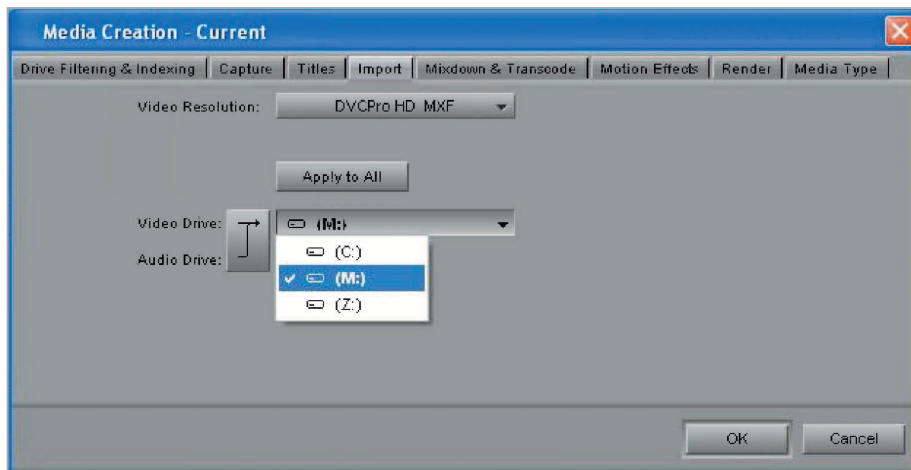 Media Creation - Current
Drive Filtering & Indexing Capture Titles Import Mixdown & Transcode Motion Effects Render Media Type
Video Resolution: DVCPro HD MXF
Apply to All
Video Drive: (M:)
Audio Drive: (C:)
(M:)
(Z:)
OK Cancel